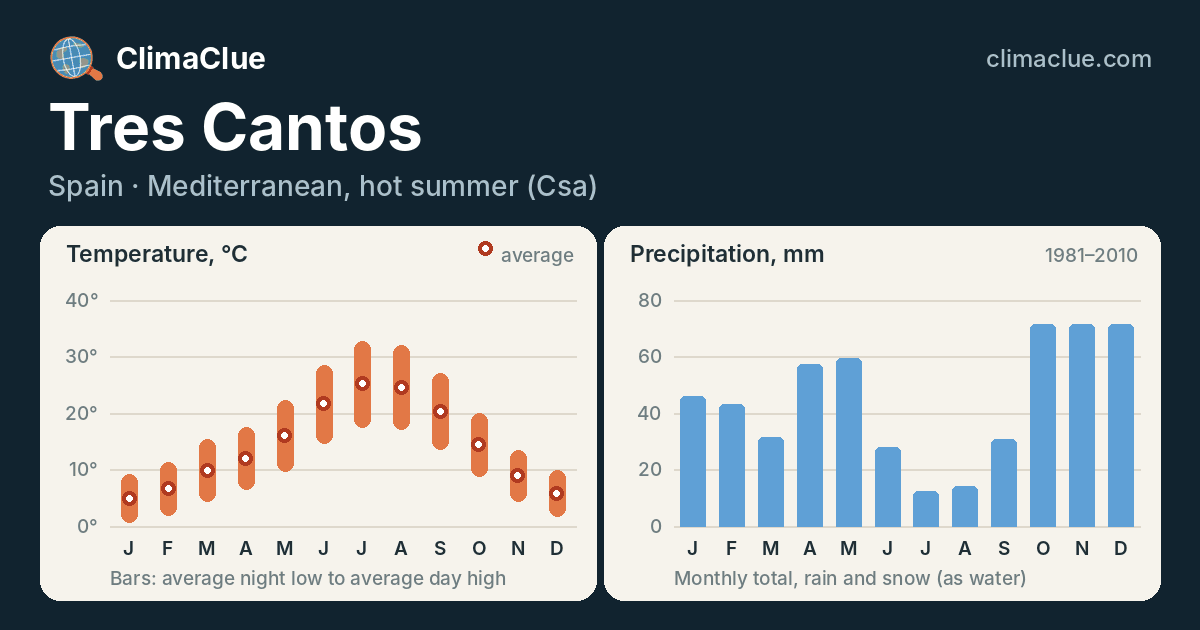 ClimaClue
climaclue.com
Tres Cantos
Spain · Mediterranean, hot summer (Csa)
Temperature, °C
average
40°
30°
20°
10°
0°
J F M A M J J A S O N D
Bars: average night low to average day high
Precipitation, mm
1981–2010
80
60
40
20
0
J F M A M J J A S O N D
Monthly total, rain and snow (as water)